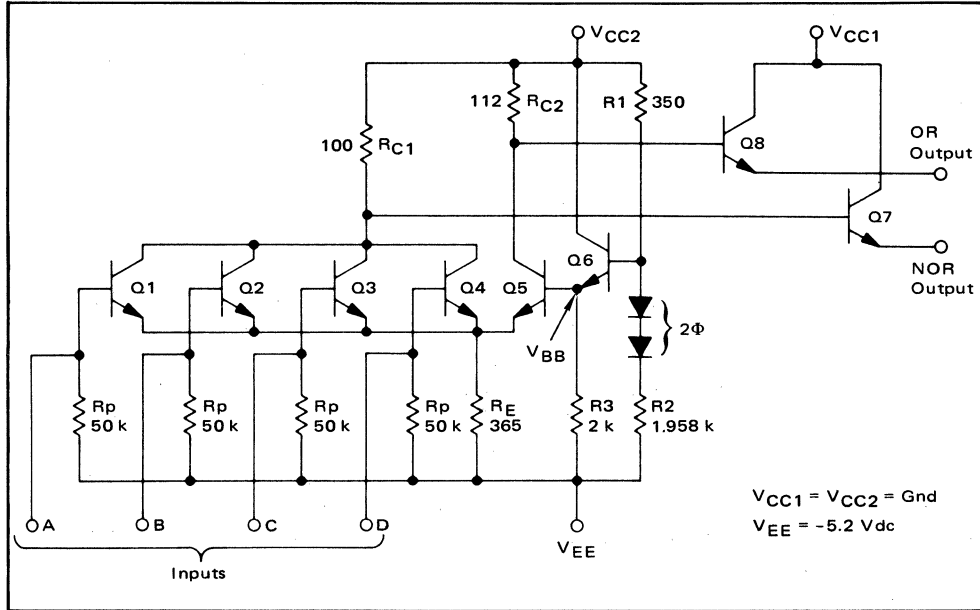 VCC2
VCC1
112
RC2
R1
350
100
RC1
Q8
OR
Output
Q7
NOR
Output
Q1
Q2
Q3
Q4
Q5
Q6
VBB
2Φ
Rp
50 k
Rp
50 k
Rp
50 k
Rp
50 k
RE
365
R3
2 k
R2
1.958 k
VCC1 = VCC2 = Gnd
VEE = -5.2 Vdc
A
B
C
D
VEE
Inputs